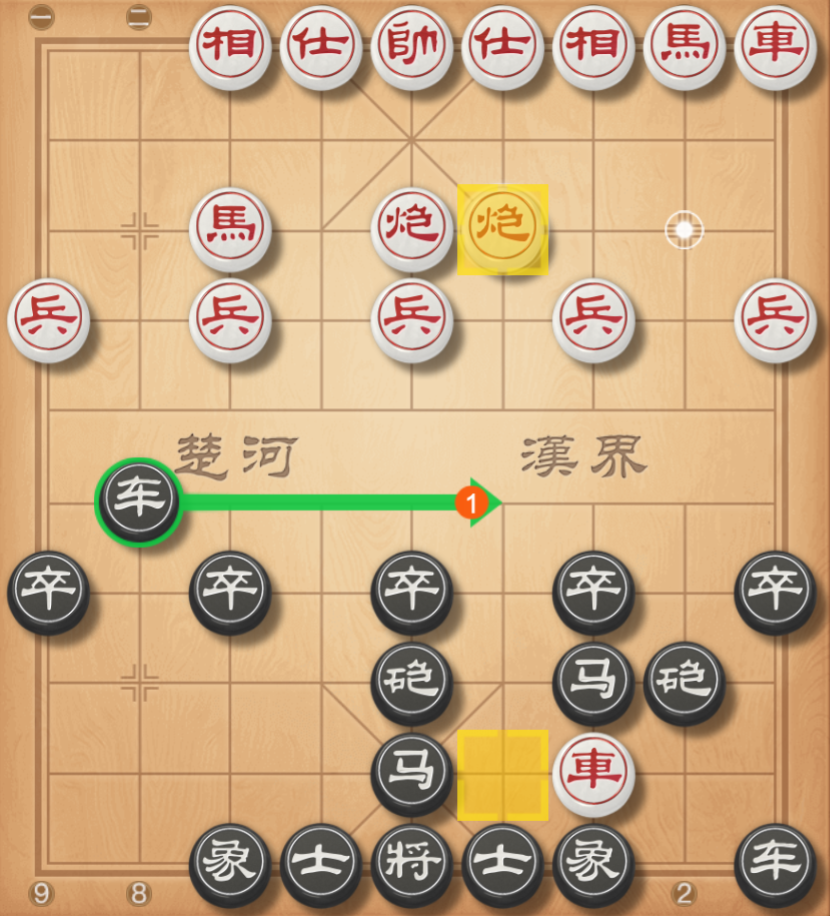 一 二
相 仕 帥 仕 相 馬 車
馬 炮 炮
兵 兵 兵 兵 兵
楚河 漢界
车 1
卒 卒 卒 卒 卒
砲 马 砲
马 車
象 士 將 士 象 车
9 8 2